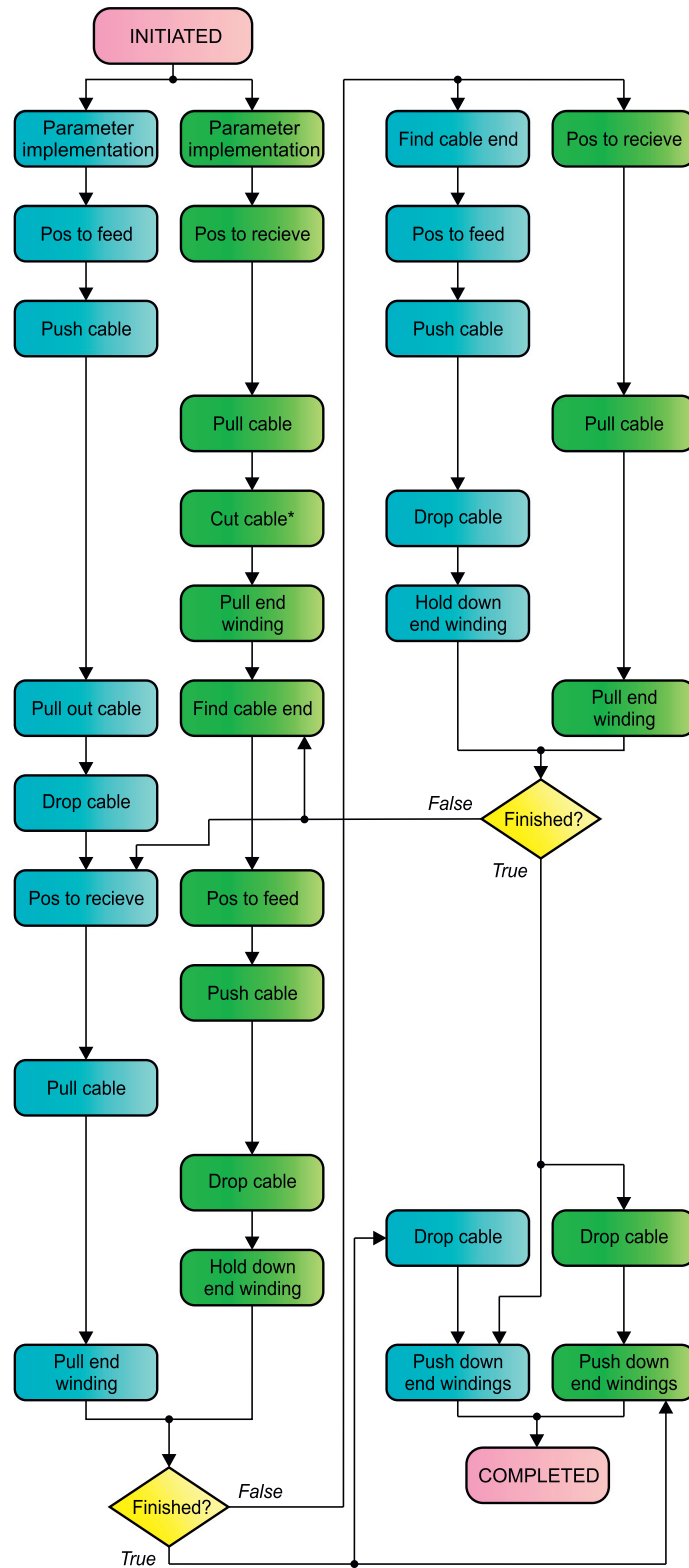 INITIATED
Parameter
implementation
Parameter
implementation
Find cable end
Pos to recieve
Pos to feed
Pos to recieve
Pos to feed
Push cable
Push cable
Pull cable
Pull cable
Cut cable*
Drop cable
Pull end
winding
Hold down
end winding
Pull out cable
Find cable end
Pull end
winding
Drop cable
False
Finished?
True
Pos to recieve
Pos to feed
Push cable
Pull cable
Drop cable
Drop cable
Drop cable
Hold down
end winding
Pull end
winding
Push down
end windings
Push down
end windings
COMPLETED
Finished?
False
True